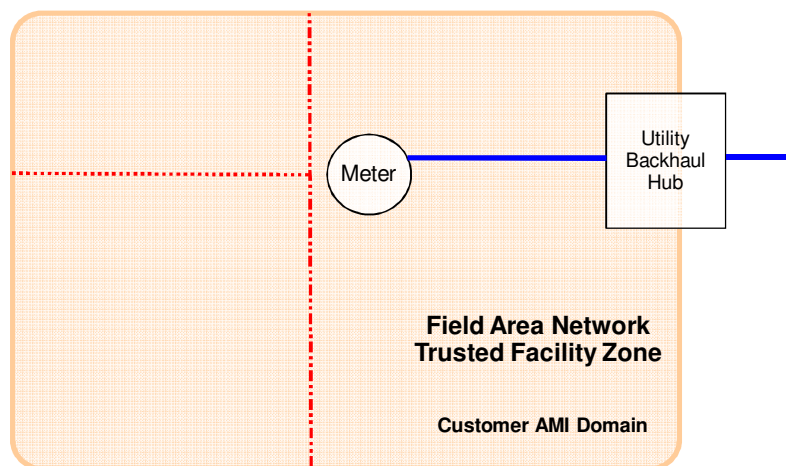 Utility
Backhaul
Hub
Meter
Field Area Network
Trusted Facility Zone
Customer AMI Domain